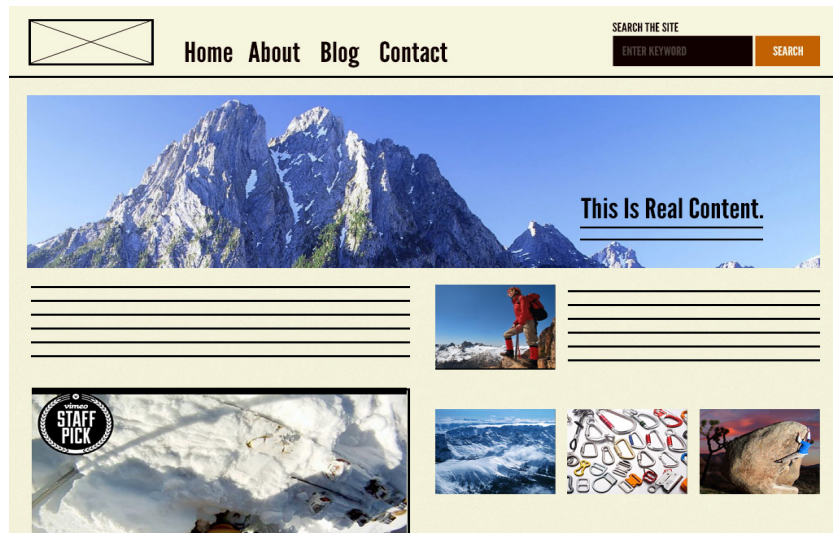 SEARCH THE SITE
Home About Blog Contact
ENTER KEYWORD SEARCH
This Is Real Content.
vimeo
STAFF
PICK